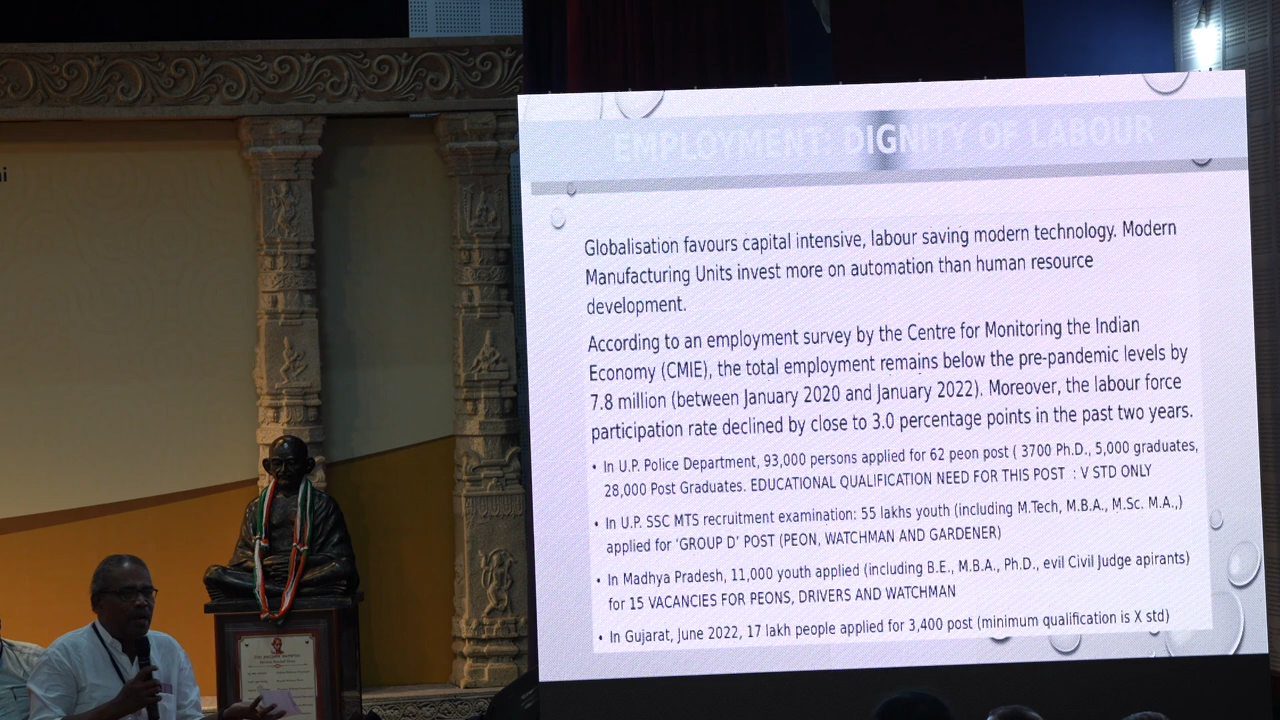 EMPLOYMENT: DIGNITY OF LABOUR
Globalisation favours capital intensive, labour saving modern technology. Modern
Manufacturing Units invest more on automation than human resource
development.
According to an employment survey by the Centre for Monitoring the Indian
Economy (CMIE), the total employment remains below the pre-pandemic levels by
7.8 million (between January 2020 and January 2022). Moreover, the labour force
participation rate declined by close to 3.0 percentage points in the past two years.
• In U.P. Police Department, 93,000 persons applied for 62 peon post ( 3700 Ph.D., 5,000 graduates,
28,000 Post Graduates. EDUCATIONAL QUALIFICATION NEED FOR THIS POST : V STD ONLY
• In U.P. SSC MTS recruitment examination: 55 lakhs youth (including M.Tech, M.B.A., M.Sc. M.A.,)
applied for ‘GROUP D’ POST (PEON, WATCHMAN AND GARDENER)
• In Madhya Pradesh, 11,000 youth applied (including B.E., M.B.A., Ph.D., evil Civil Judge apirants)
for 15 VACANCIES FOR PEONS, DRIVERS AND WATCHMAN
• In Gujarat, June 2022, 17 lakh people applied for 3,400 post (minimum qualification is X std)